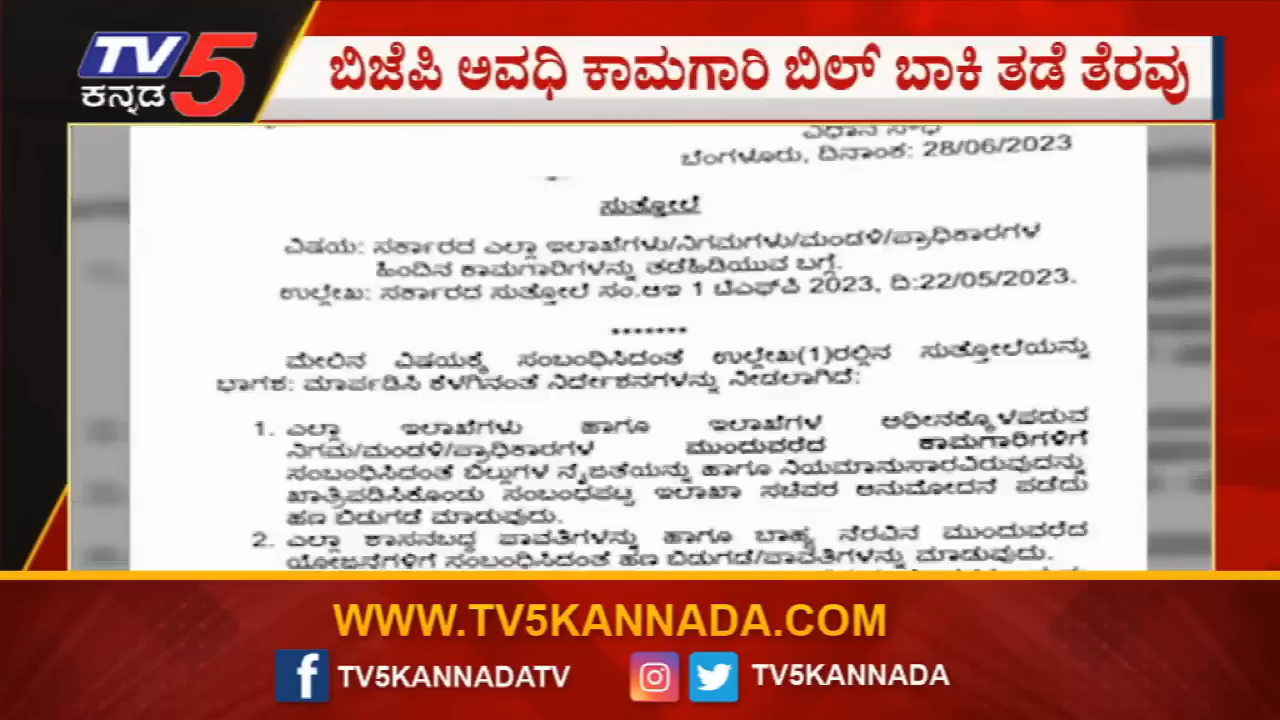 TV5
ಕನ್ನಡ
ಬಿಜೆಪಿ ಅವಧಿ ಕಾಮಗಾರಿ ಬಿಲ್ ಬಾಕಿ ತಡೆ ತೆರವು
ವಿಧಾನ ಸೌಧ
ಬೆಂಗಳೂರು, ದಿನಾಂಕ: 28/06/2023
ಸುತ್ತೋಲೆ
ವಿಷಯ: ಸರ್ಕಾರದ ಎಲ್ಲಾ ಇಲಾಖೆಗಳು/ನಿಗಮಗಳು/ಮಂಡಳಿ/ಪ್ರಾಧಿಕಾರಗಳ
ಹಿಂದಿನ ಕಾಮಗಾರಿಗಳನ್ನು ತಡೆಹಿಡಿಯುವ ಬಗ್ಗೆ.
ಉಲ್ಲೇಖ: ಸರ್ಕಾರದ ಸುತ್ತೋಲೆ ಸಂ.ಆಇ 1 ಟಿಎಫ್‌ಪಿ 2023, ದಿ:22/05/2023.
*******
ಮೇಲಿನ ವಿಷಯಕ್ಕೆ ಸಂಬಂಧಿಸಿದಂತೆ ಉಲ್ಲೇಖ(1)ರಲ್ಲಿನ ಸುತ್ತೋಲೆಯನ್ನು
ಭಾಗಶ: ಮಾರ್ಪಡಿಸಿ ಕೆಳಗಿನಂತೆ ನಿರ್ದೇಶನಗಳನ್ನು ನೀಡಲಾಗಿದೆ:
1. ಎಲ್ಲಾ ಇಲಾಖೆಗಳು ಹಾಗೂ ಇಲಾಖೆಗಳ ಅಧೀನಕ್ಕೊಳಪಡುವ
ನಿಗಮ/ಮಂಡಳಿ/ಪ್ರಾಧಿಕಾರಗಳ ಮುಂದುವರೆದ ಕಾಮಗಾರಿಗಳಿಗೆ
ಸಂಬಂಧಿಸಿದಂತೆ ಬಿಲ್ಲುಗಳ ನೈಜತೆಯನ್ನು ಹಾಗೂ ನಿಯಮಾನುಸಾರವಿರುವುದನ್ನು
ಖಾತ್ರಿಪಡಿಸಿಕೊಂಡು ಸಂಬಂಧಪಟ್ಟ ಇಲಾಖಾ ಸಚಿವರ ಅನುಮೋದನೆ ಪಡೆದು
ಹಣ ಬಿಡುಗಡೆ ಮಾಡುವುದು.
2. ಎಲ್ಲಾ ಶಾಸನಬದ್ಧ ಪಾವತಿಗಳನ್ನು ಹಾಗೂ ಬಾಹ್ಯ ನೆರವಿನ ಮುಂದುವರೆದ
ಯೋಜನೆಗಳಿಗೆ ಸಂಬಂಧಿಸಿದಂತೆ ಹಣ ಬಿಡುಗಡೆ/ಪಾವತಿಗಳನ್ನು ಮಾಡುವುದು.
WWW.TV5KANNADA.COM
TV5KANNADATV
TV5KANNADA